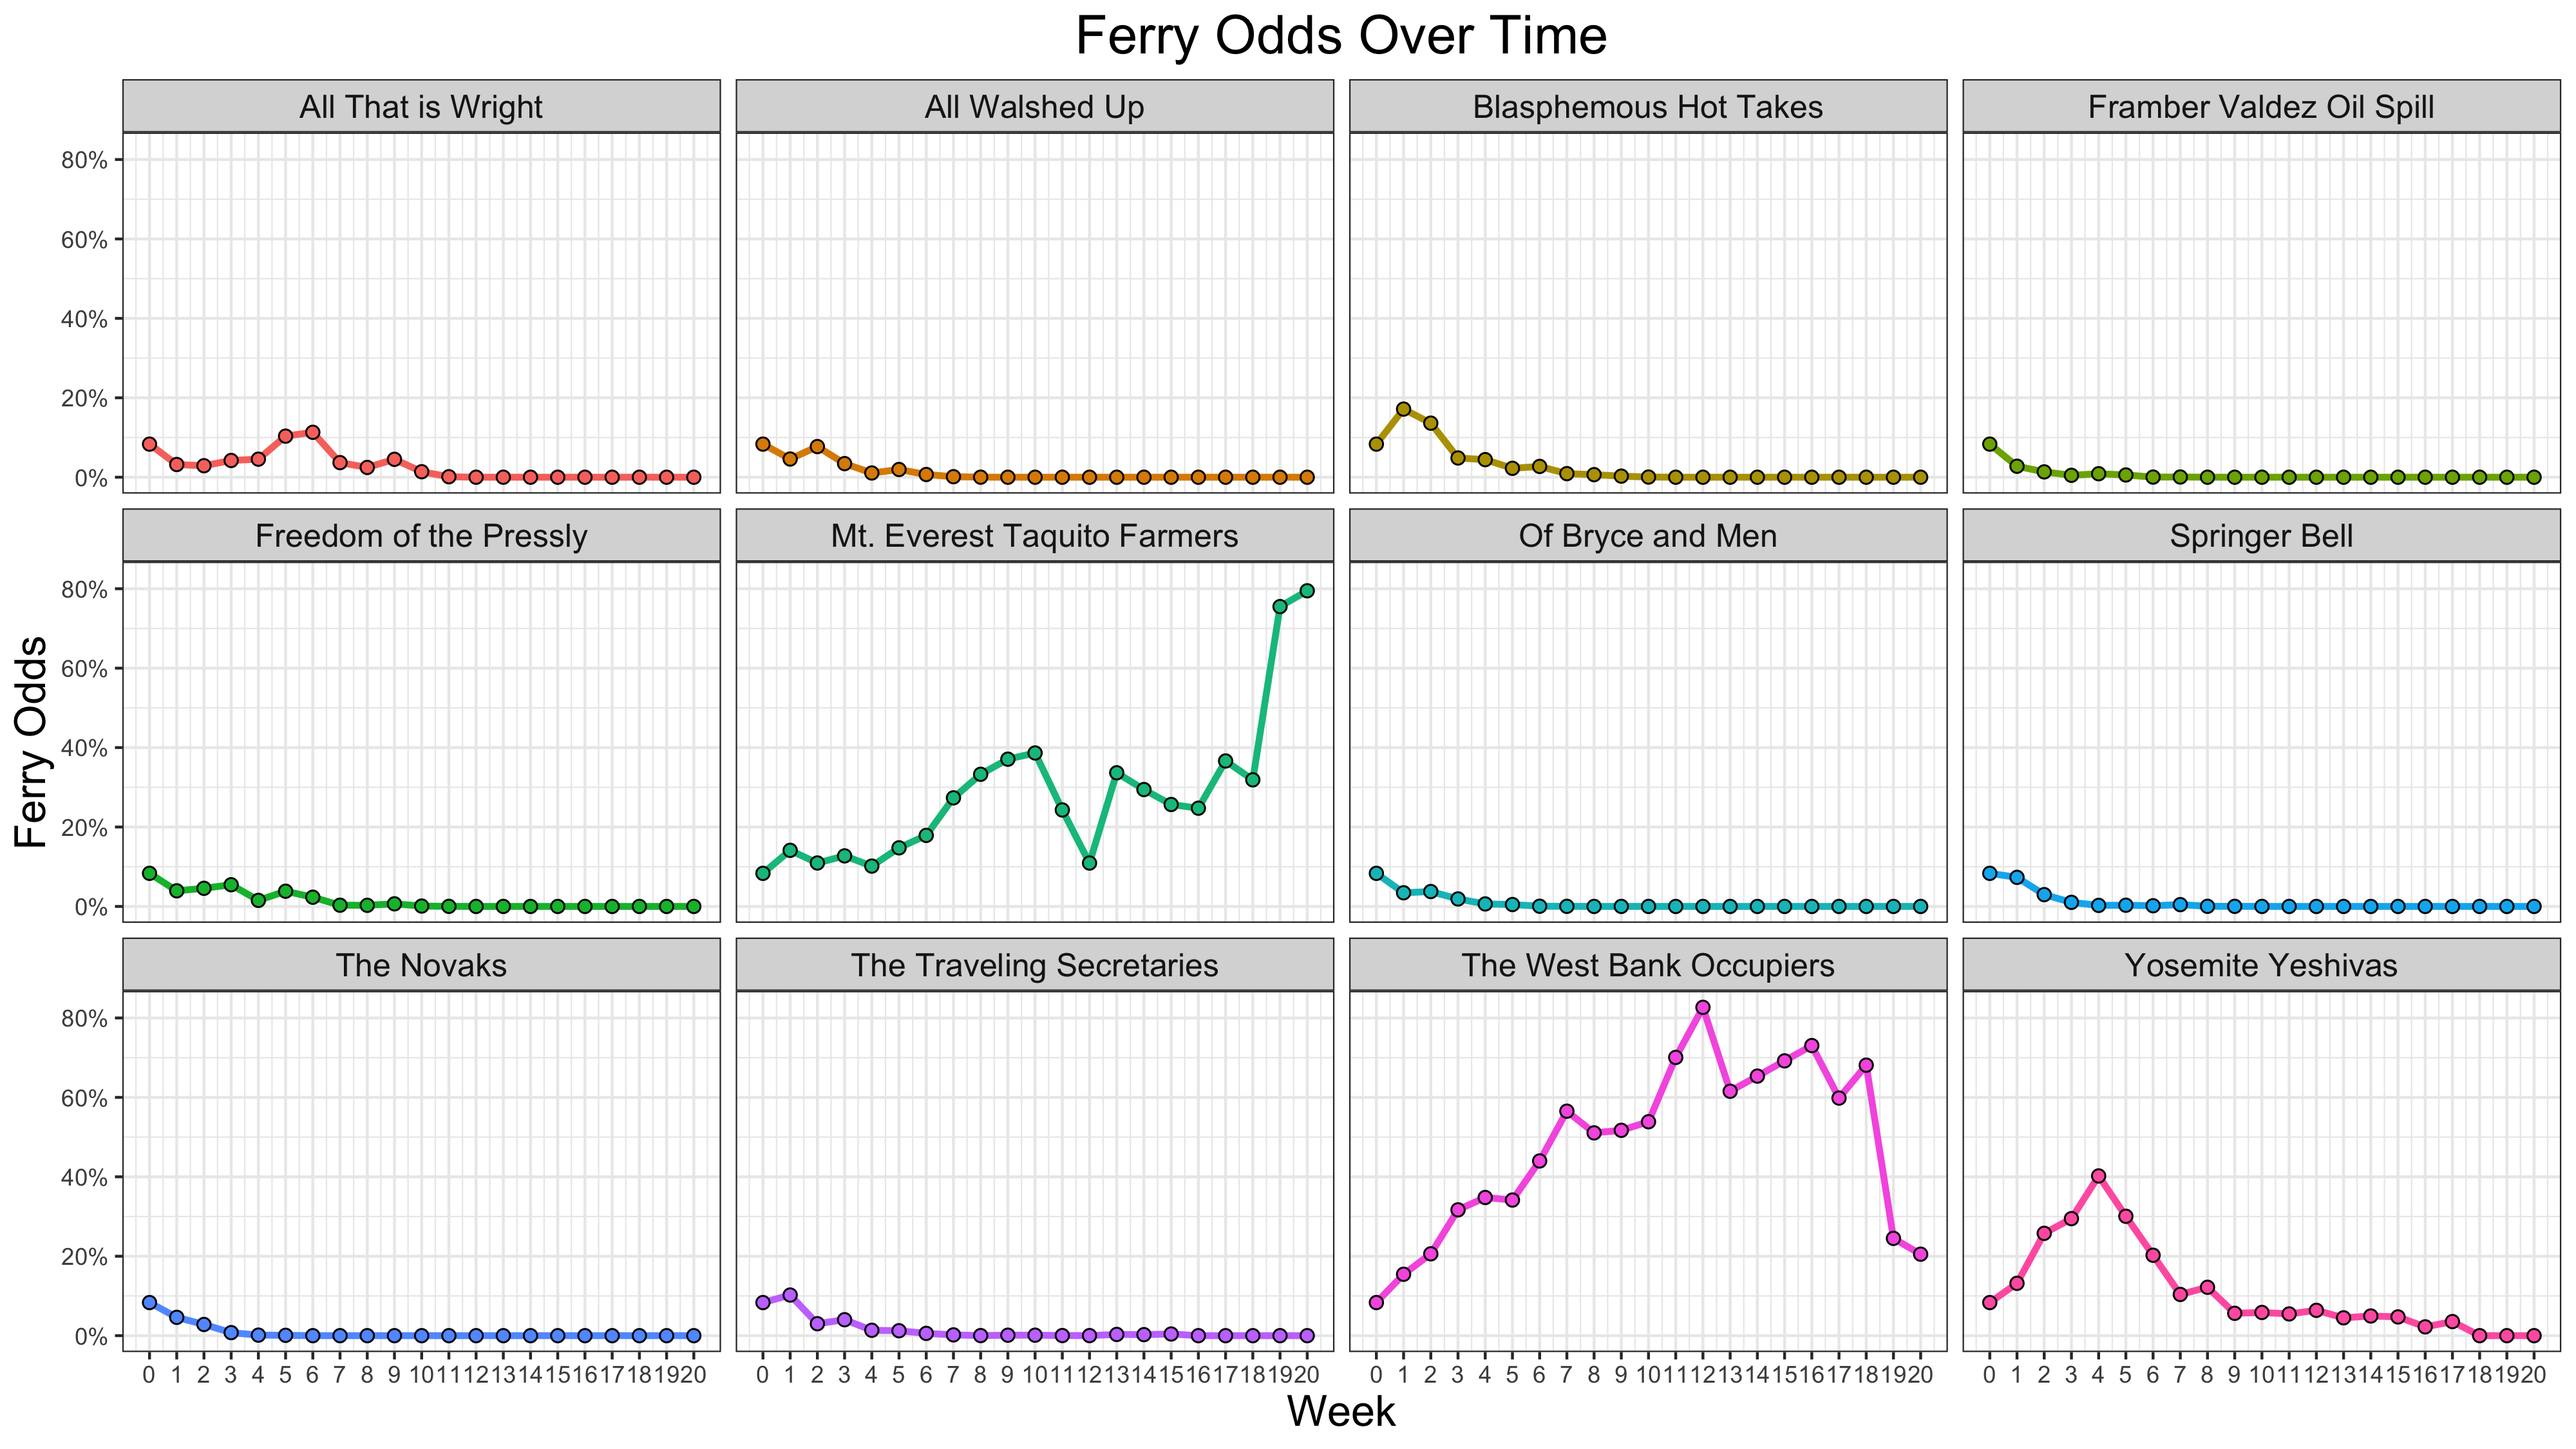 Ferry Odds Over Time
All That is Wright
All Walshed Up
Blasphemous Hot Takes
Framber Valdez Oil Spill
80%
60%
40%
20%
0%
Freedom of the Pressly
Mt. Everest Taquito Farmers
Of Bryce and Men
Springer Bell
80%
60%
40%
20%
0%
Ferry Odds
The Novaks
The Traveling Secretaries
The West Bank Occupiers
Yosemite Yeshivas
80%
60%
40%
20%
0%
0 1 2 3 4 5 6 7 8 9 10 11 12 13 14 15 16 17 18 19 20
0 1 2 3 4 5 6 7 8 9 10 11 12 13 14 15 16 17 18 19 20
0 1 2 3 4 5 6 7 8 9 10 11 12 13 14 15 16 17 18 19 20
0 1 2 3 4 5 6 7 8 9 10 11 12 13 14 15 16 17 18 19 20
Week